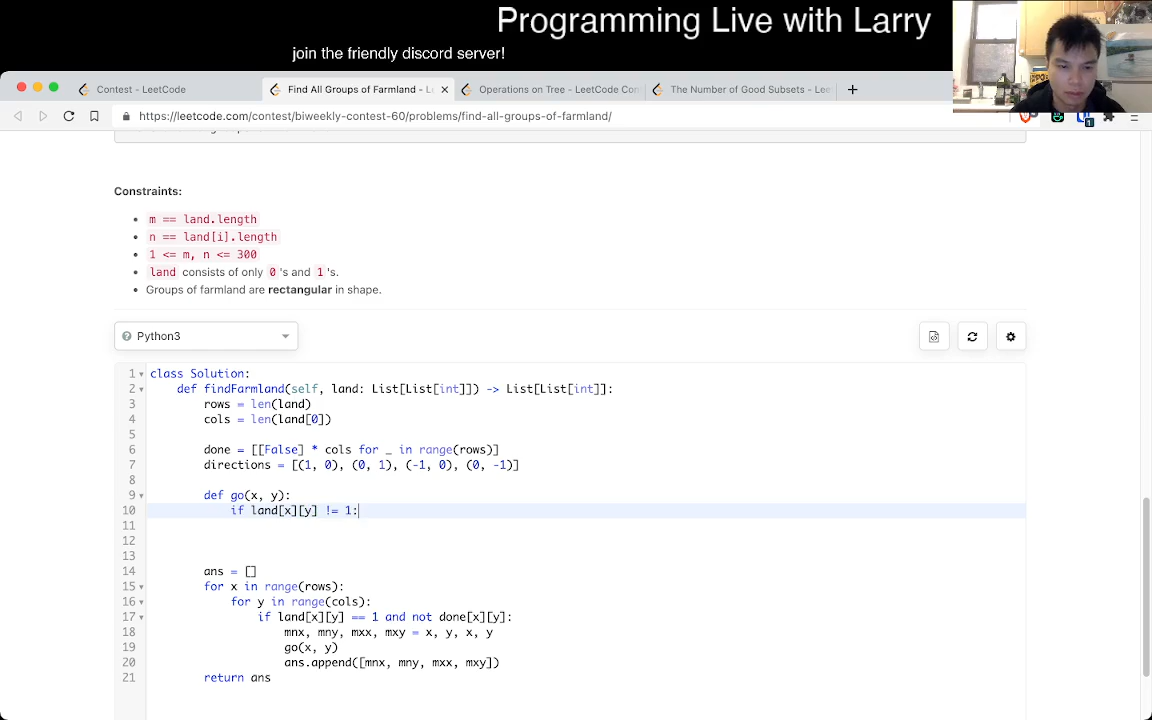 Programming Live with Larry
join the friendly discord server!
Contest - LeetCode
Find All Groups of Farmland - L
Operations on Tree - LeetCode Con
The Number of Good Subsets - Lee
https://leetcode.com/contest/biweekly-contest-60/problems/find-all-groups-of-farmland/
Constraints:
m == land.length
n == land[i].length
1 <= m, n <= 300
land consists of only 0 's and 1 's.
Groups of farmland are rectangular in shape.
Python3
1 class Solution:
2 def findFarmland(self, land: List[List[int]]) -> List[List[int]]:
3 rows = len(land)
4 cols = len(land[0])
5
6 done = [[False] * cols for _ in range(rows)]
7 directions = [(1, 0), (0, 1), (-1, 0), (0, -1)]
8
9 def go(x, y):
10 if land[x][y] != 1:
11
12
13
14 ans = []
15 for x in range(rows):
16 for y in range(cols):
17 if land[x][y] == 1 and not done[x][y]:
18 mnx, mny, mxx, mxy = x, y, x, y
19 go(x, y)
20 ans.append([mnx, mny, mxx, mxy])
21 return ans